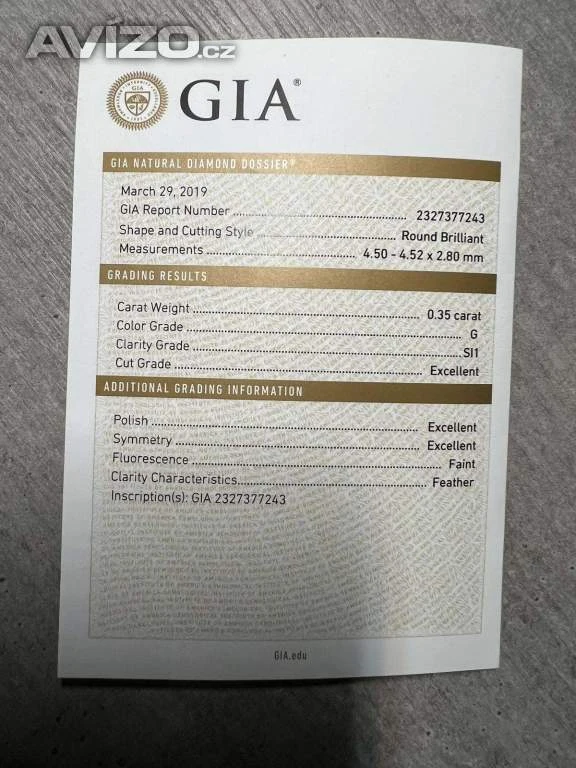 AVÍZO.cz
GIA
GIA®
GIA NATURAL DIAMOND DOSSIER®
March 29, 2019
GIA Report Number 2327377243
Shape and Cutting Style Round Brilliant
Measurements 4.50 - 4.52 x 2.80 mm
GRADING RESULTS
Carat Weight 0.35 carat
Color Grade G
Clarity Grade SI1
Cut Grade Excellent
ADDITIONAL GRADING INFORMATION
Polish Excellent
Symmetry Excellent
Fluorescence Faint
Clarity Characteristics Feather
Inscription(s): GIA 2327377243
GIA.edu